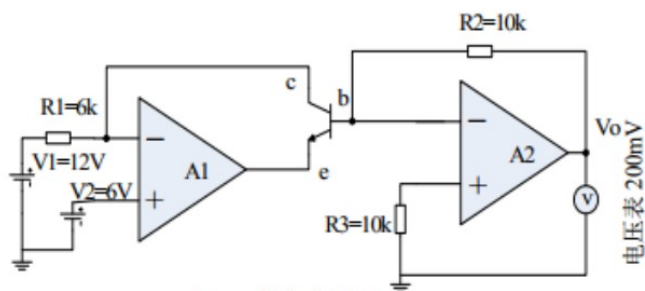 R2=10k
c
R1=6k
b
Vo
A1
A2
V1=12V
e
V2=6V
R3=10k
v
电压表 200mV